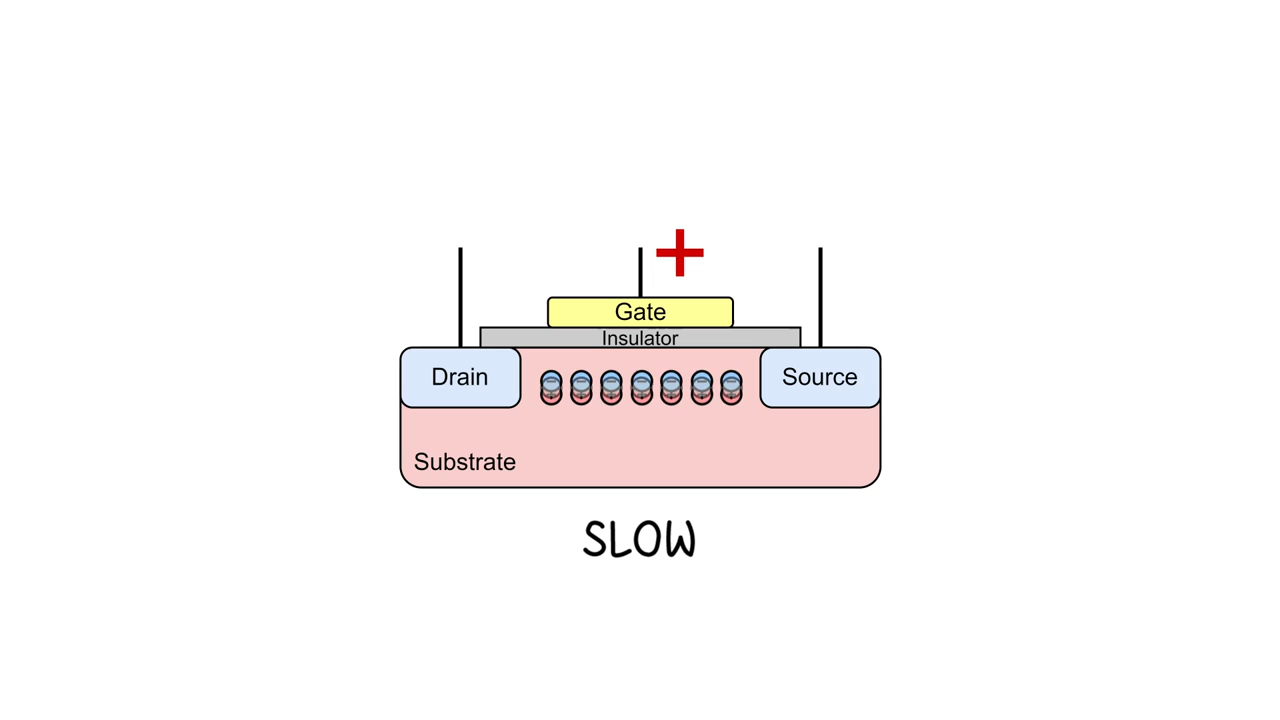 Gate
Insulator
Drain
Source
Substrate
SLOW